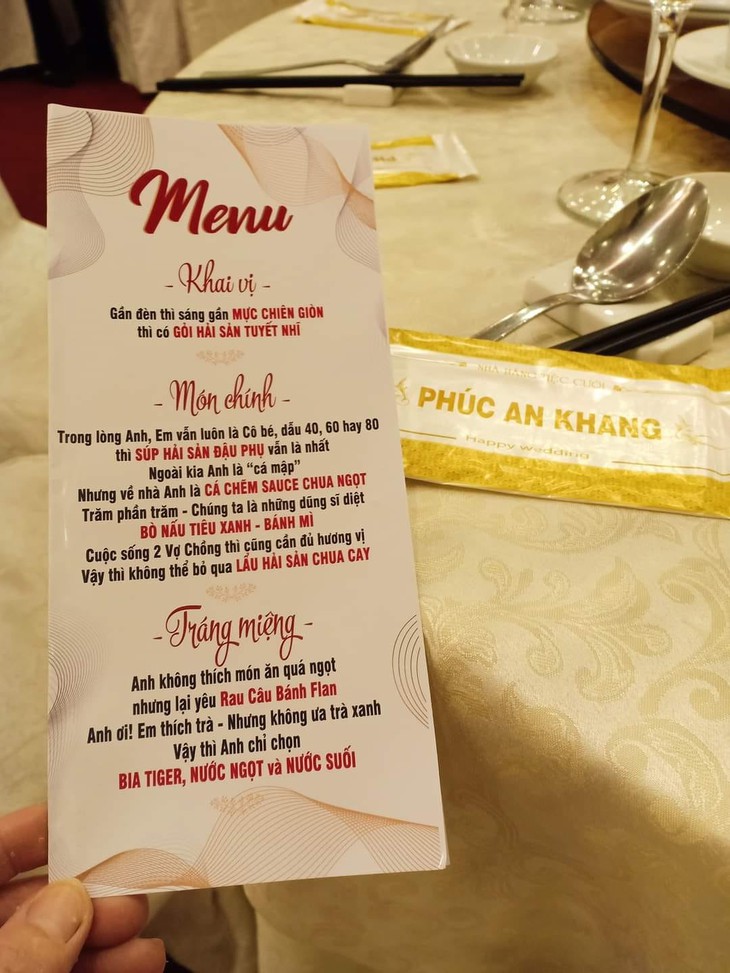 Menu
- Khai vị -
Gần đèn thì sáng gần MỰC CHIÊN GIÒN
thì có GỎI HẢI SẢN TUYẾT NHĨ
- Món chính -
Trong lòng Anh, Em vẫn luôn là Cô bé, dẫu 40, 60 hay 80
thì SÚP HẢI SẢN ĐẬU PHỤ vẫn là nhất
Ngoài kia Anh là “cá mập”
Nhưng về nhà Anh là CÁ CHẼM SAUCE CHUA NGỌT
Trăm phần trăm - Chúng ta là những dũng sĩ diệt
BÒ NẤU TIÊU XANH - BÁNH MÌ
Cuộc sống 2 Vợ Chồng thì cũng cần đủ hương vị
Vậy thì không thể bỏ qua LẨU HẢI SẢN CHUA CAY
- Tráng miệng -
Anh không thích món ăn quá ngọt
nhưng lại yêu Rau Câu Bánh Flan
Anh ơi! Em thích trà - Nhưng không ưa trà xanh
Vậy thì Anh chỉ chọn
BIA TIGER, NƯỚC NGỌT và NƯỚC SUỐI
NHÀ HÀNG TIỆC CƯỚI
PHÚC AN KHANG
Happy wedding